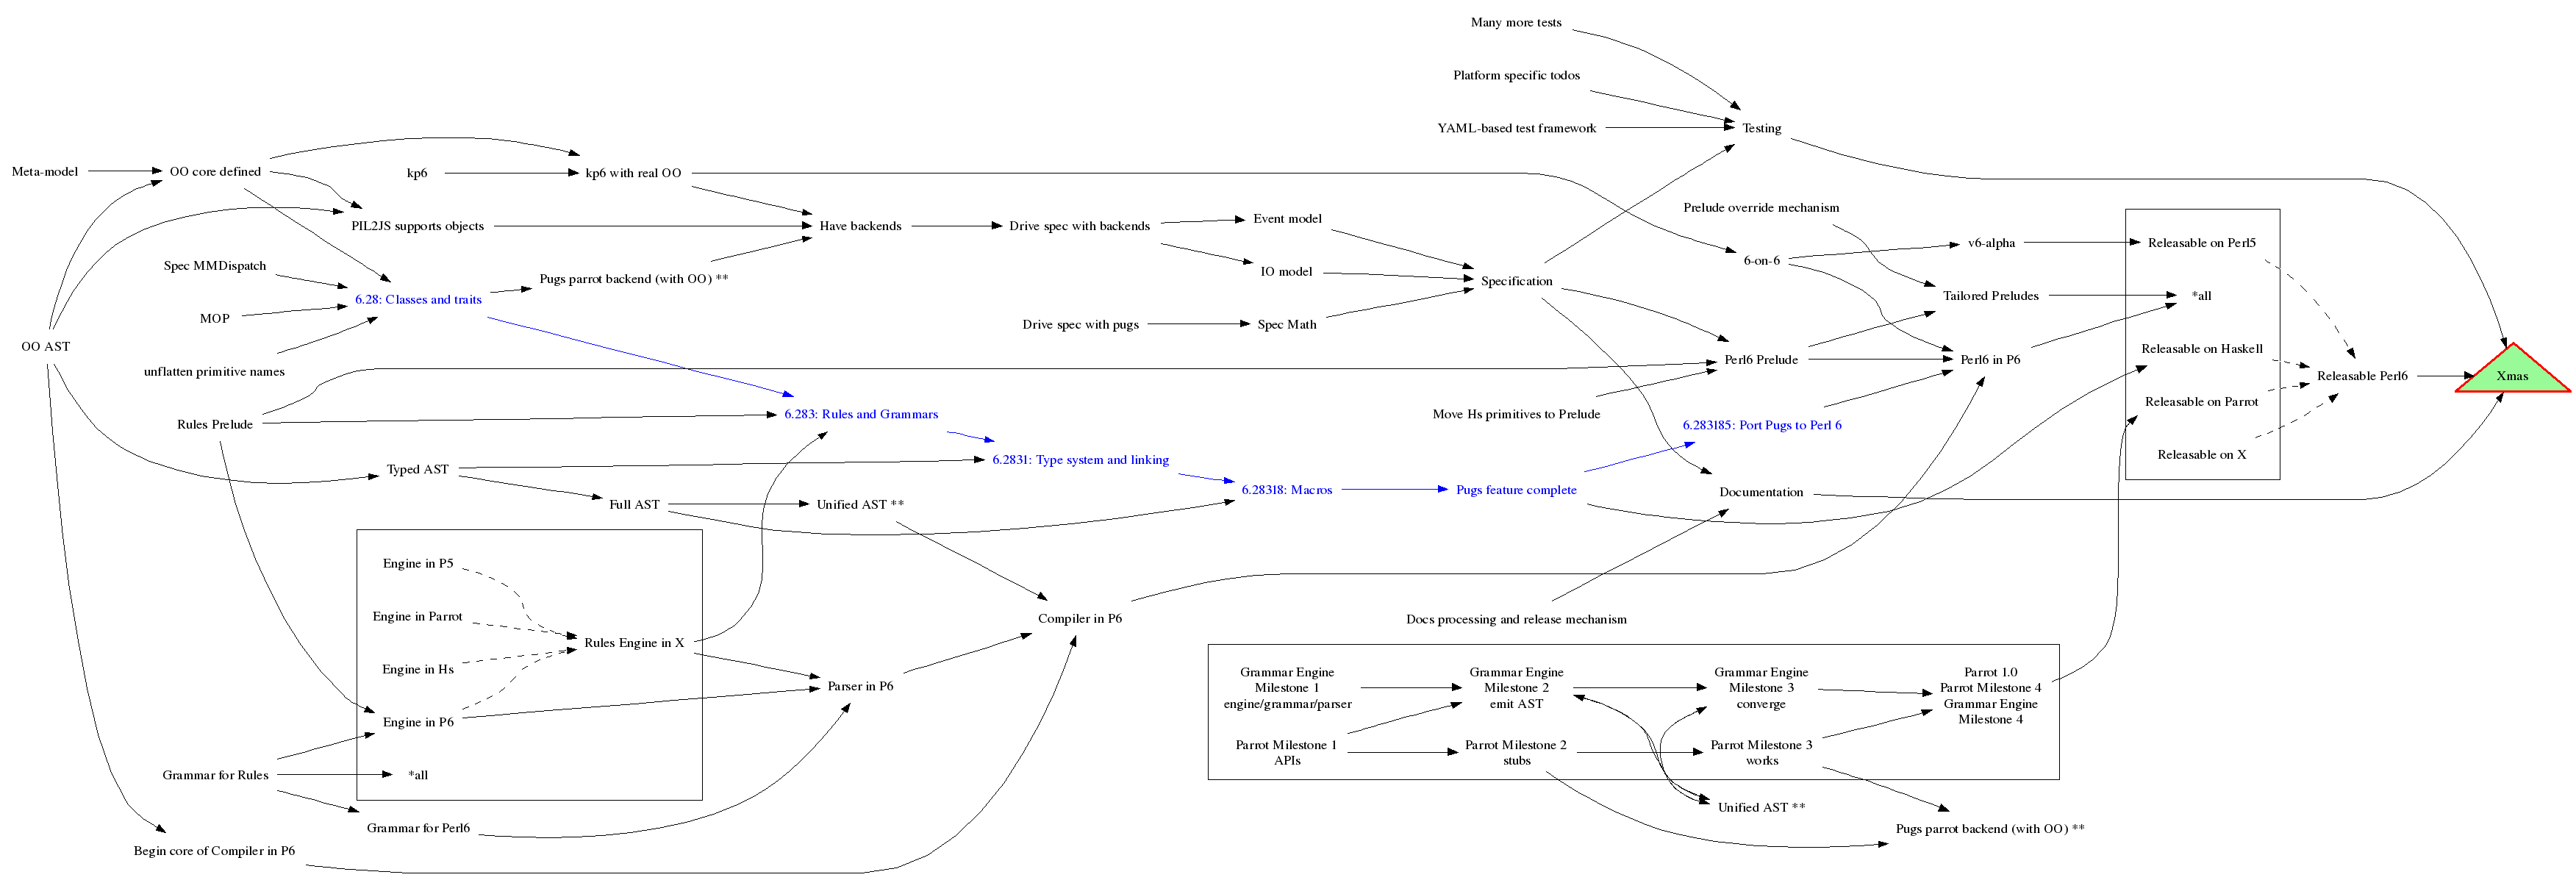 Many more tests
Platform specific todos
YAML-based test framework
Testing
Meta-model
OO core defined
kp6
kp6 with real OO
PIL2JS supports objects
Have backends
Drive spec with backends
Event model
Prelude override mechanism
Spec MMDispatch
Pugs parrot backend (with OO) **
IO model
Specification
6-on-6
v6-alpha
Releasable on Perl5
6.28: Classes and traits
MOP
Drive spec with pugs
Spec Math
Tailored Preludes
*all
OO AST
unflatten primitive names
Perl6 Prelude
Perl6 in P6
Releasable on Haskell
Releasable Perl6
Xmas
Rules Prelude
6.283: Rules and Grammars
Move Hs primitives to Prelude
6.283185: Port Pugs to Perl 6
Releasable on Parrot
Releasable on X
Typed AST
6.2831: Type system and linking
Full AST
Unified AST **
6.28318: Macros
Pugs feature complete
Documentation
Engine in P5
Engine in Parrot
Engine in Hs
Rules Engine in X
Engine in P6
*all
Parser in P6
Compiler in P6
Docs processing and release mechanism
Grammar for Rules
Grammar for Perl6
Begin core of Compiler in P6
Grammar Engine
Milestone 1
engine/grammar/parser
Grammar Engine
Milestone 2
emit AST
Grammar Engine
Milestone 3
converge
Parrot 1.0
Parrot Milestone 4
Grammar Engine
Milestone 4
Parrot Milestone 1
APIs
Parrot Milestone 2
stubs
Parrot Milestone 3
works
Unified AST **
Pugs parrot backend (with OO) **